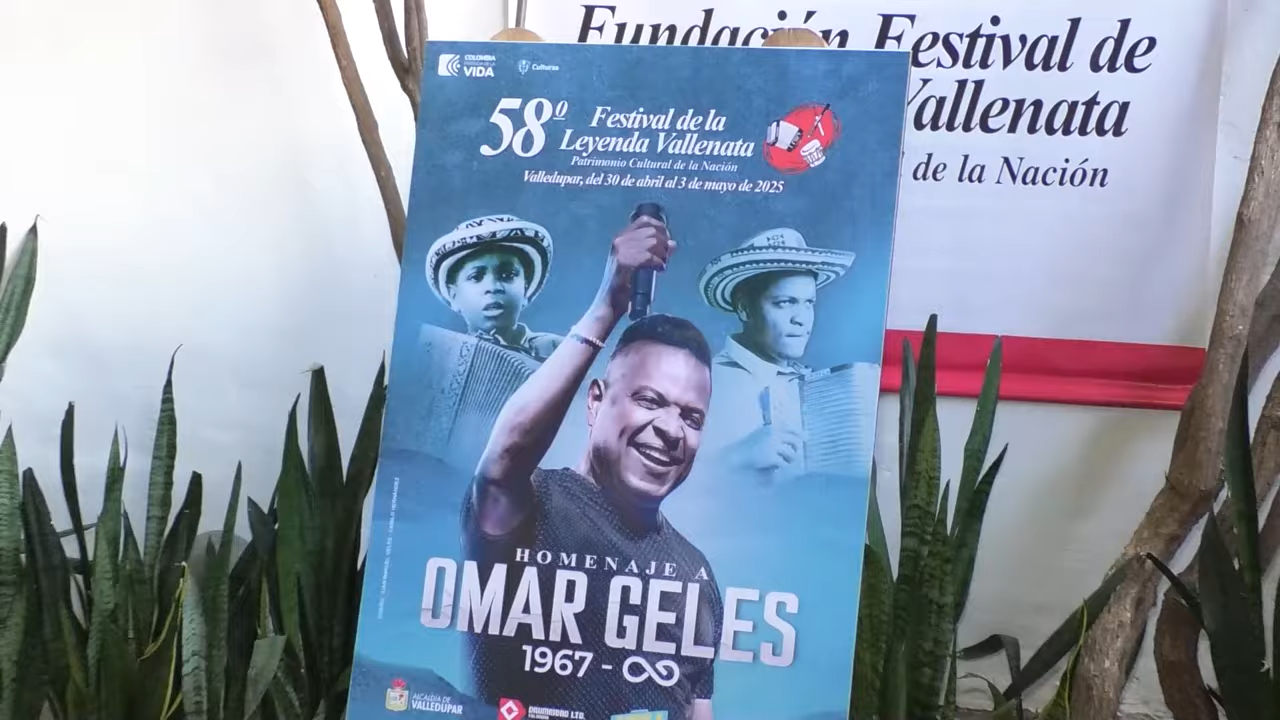 Fundación Festival de
Vallenata
de la Nación
COLOMBIA
VIDA
Culturas
58º
Festival de la
Leyenda Vallenata
Patrimonio Cultural de la Nación
Valledupar, del 30 de abril al 3 de mayo de 2025
HOMENAJE A
OMAR GELES
1967 - ∞
ALCALDÍA DE
VALLEDUPAR
DRUMMOND LTD.